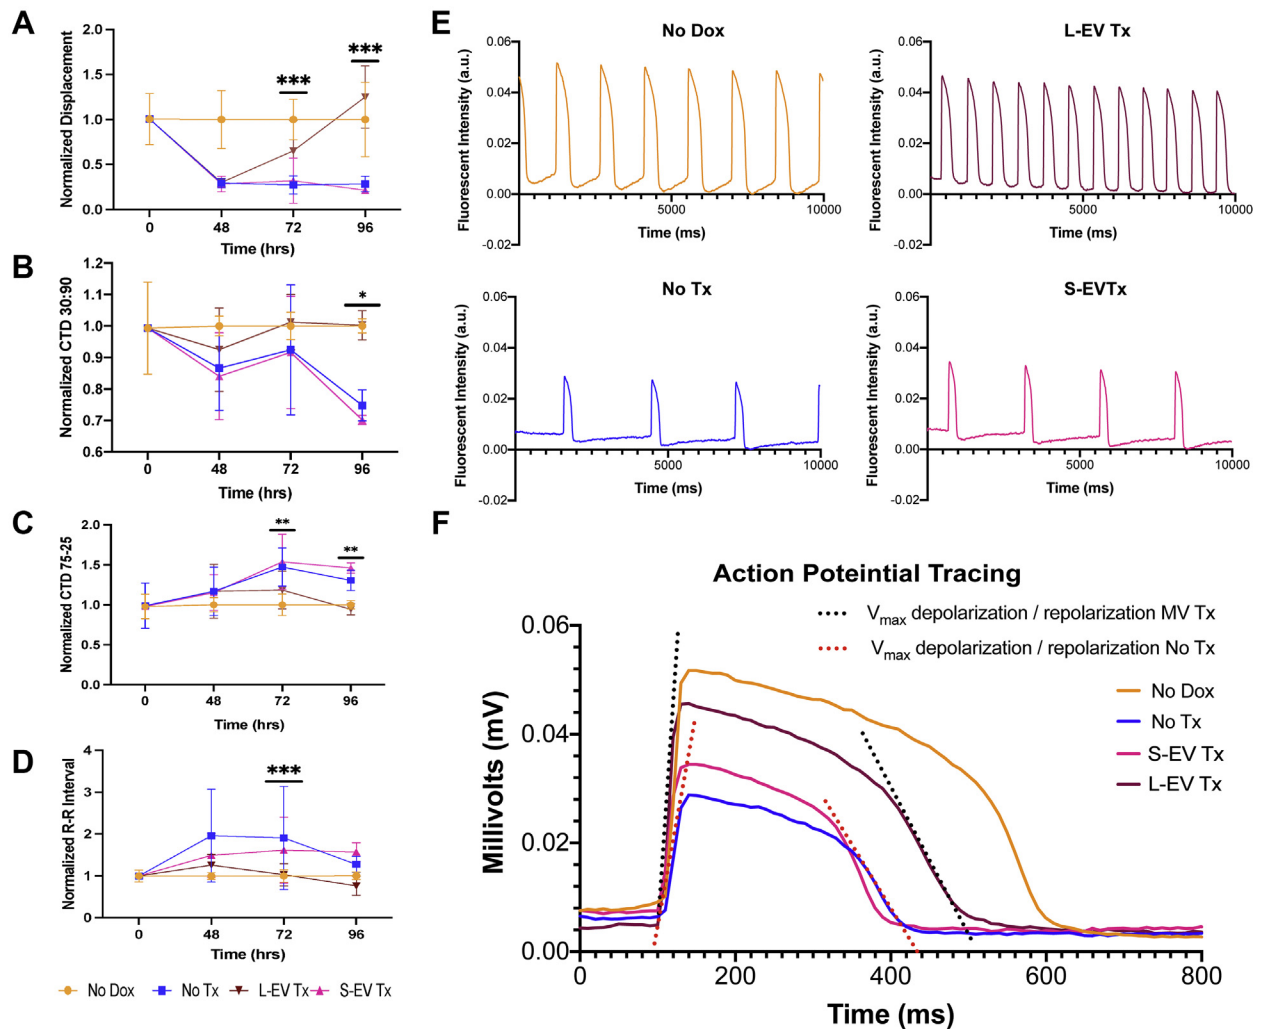 A
2.0
1.5
1.0
0.5
0.0
Normalized Displacement
***
***
0 48 72 96
Time (hrs)
B
1.2
1.1
1.0
0.9
0.8
0.7
0.6
Normalized CTD 30:90
*
0 48 72 96
Time (hrs)
C
2.0
1.5
1.0
0.5
0.0
Normalized CTD 75-25
**
**
0 48 72 96
Time (hrs)
D
4
3
2
1
0
Normalized R-R Interval
***
0 48 72 96
Time (hrs)
No Dox No Tx L-EV Tx S-EV Tx
E
No Dox
0.06
0.04
0.02
0.00
-0.02
Fluorescent Intensity (a.u.)
5000 10000
Time (ms)
L-EV Tx
0.06
0.04
0.02
0.00
-0.02
Fluorescent Intensity (a.u.)
5000 10000
Time (ms)
No Tx
0.06
0.04
0.02
0.00
-0.02
Fluorescent Intensity (a.u.)
5000 10000
Time (ms)
S-EVTx
0.06
0.04
0.02
0.00
-0.02
Fluorescent Intensity (a.u.)
5000 10000
Time (ms)
F
Action Poteintial Tracing
Vmax depolarization / repolarization MV Tx
Vmax depolarization / repolarization No Tx
No Dox
No Tx
S-EV Tx
L-EV Tx
0.06
0.04
0.02
0.00
Millivolts (mV)
0 200 400 600 800
Time (ms)